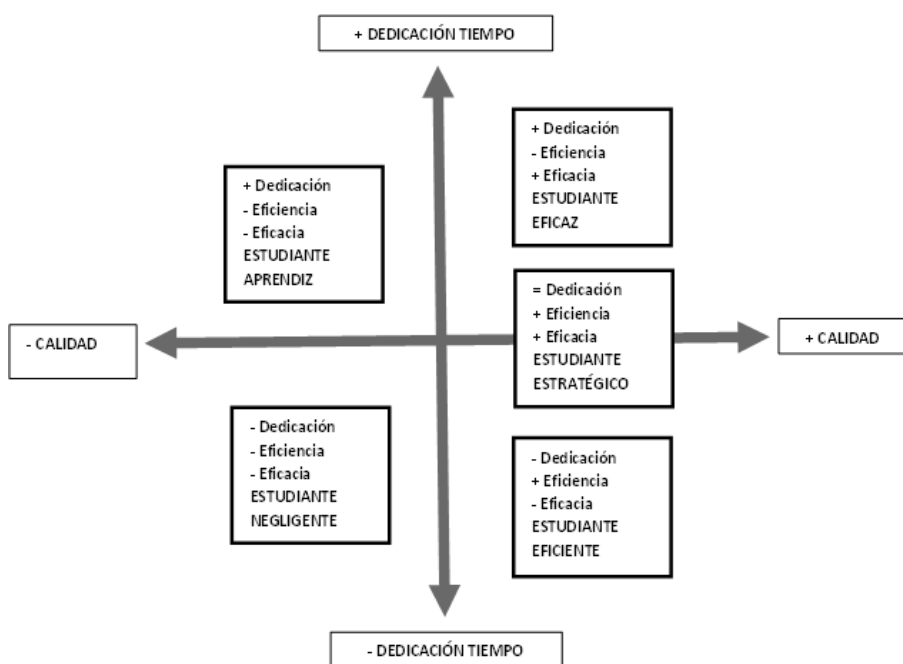 + DEDICACIÓN TIEMPO
+ Dedicación
- Eficiencia
+ Eficacia
ESTUDIANTE
EFICAZ
+ Dedicación
- Eficiencia
- Eficacia
ESTUDIANTE
APRENDIZ
= Dedicación
+ Eficiencia
+ Eficacia
ESTUDIANTE
ESTRATÉGICO
- CALIDAD
+ CALIDAD
- Dedicación
- Eficiencia
- Eficacia
ESTUDIANTE
NEGLIGENTE
- Dedicación
+ Eficiencia
- Eficacia
ESTUDIANTE
EFICIENTE
- DEDICACIÓN TIEMPO